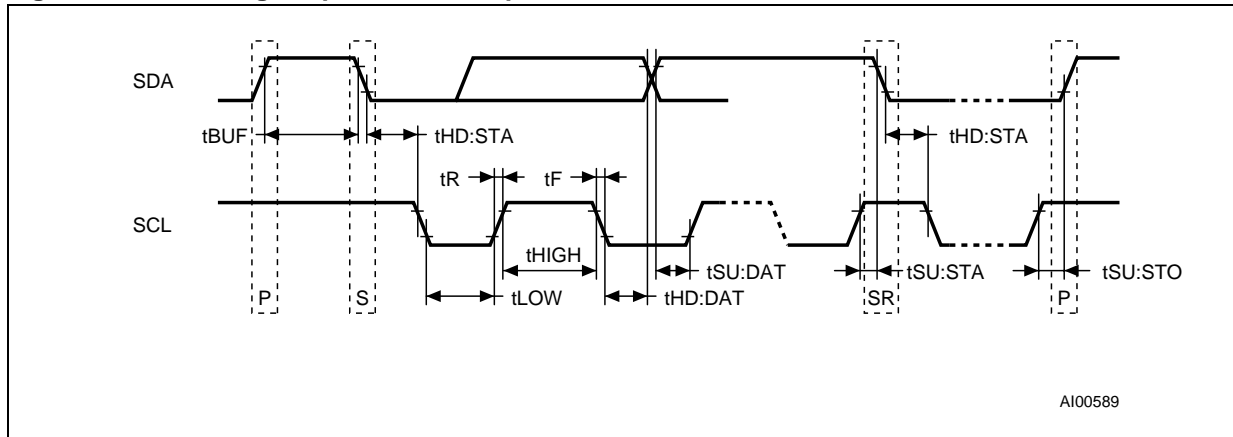 SDA
tBUF
tHD:STA
tHD:STA
tR
tF
SCL
tHIGH
tSU:DAT
tSU:STA
tSU:STO
P
S
tLOW
tHD:DAT
SR
P
AI00589